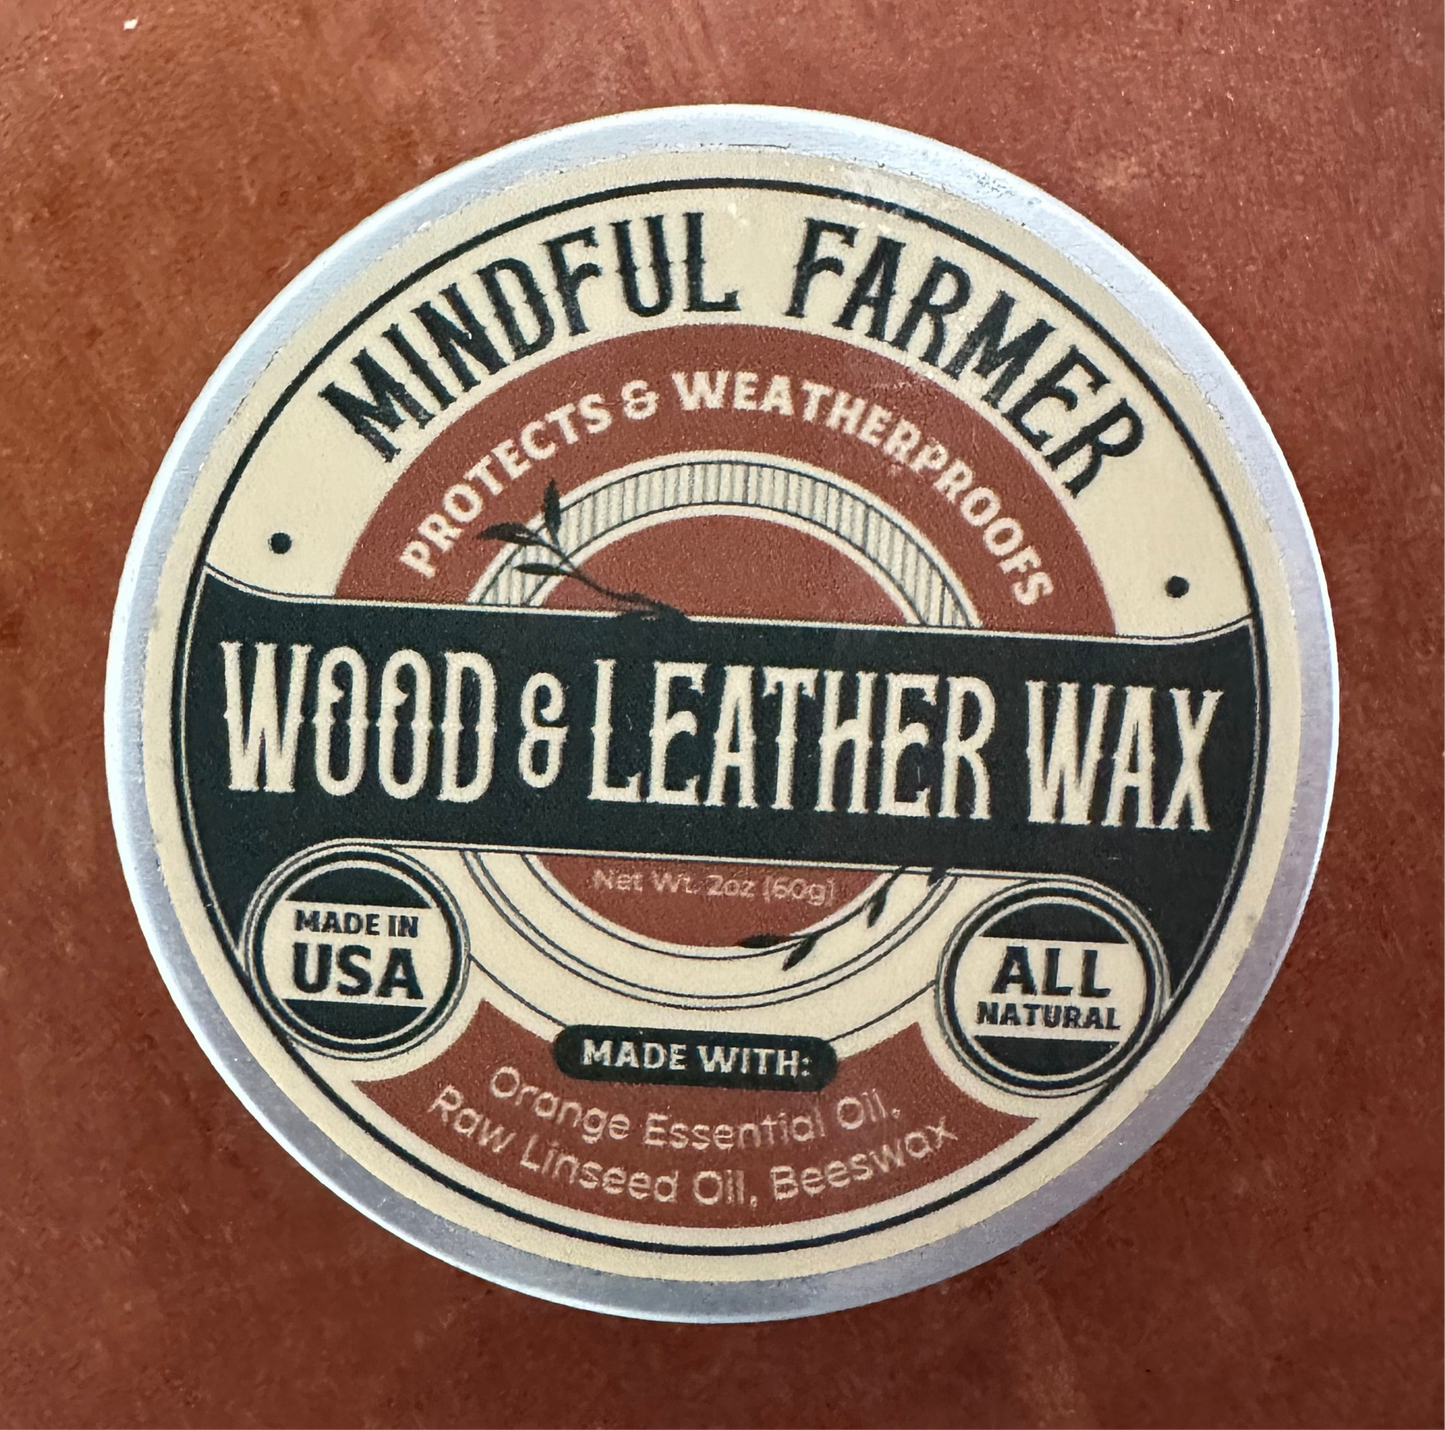 MINDFUL FARMER
PROTECTS & WEATHERPROOFS
WOOD & LEATHER WAX
Net Wt. 2oz (60g)
MADE IN
USA
ALL
NATURAL
MADE WITH:
Orange Essential Oil,
Raw Linseed Oil, Beeswax